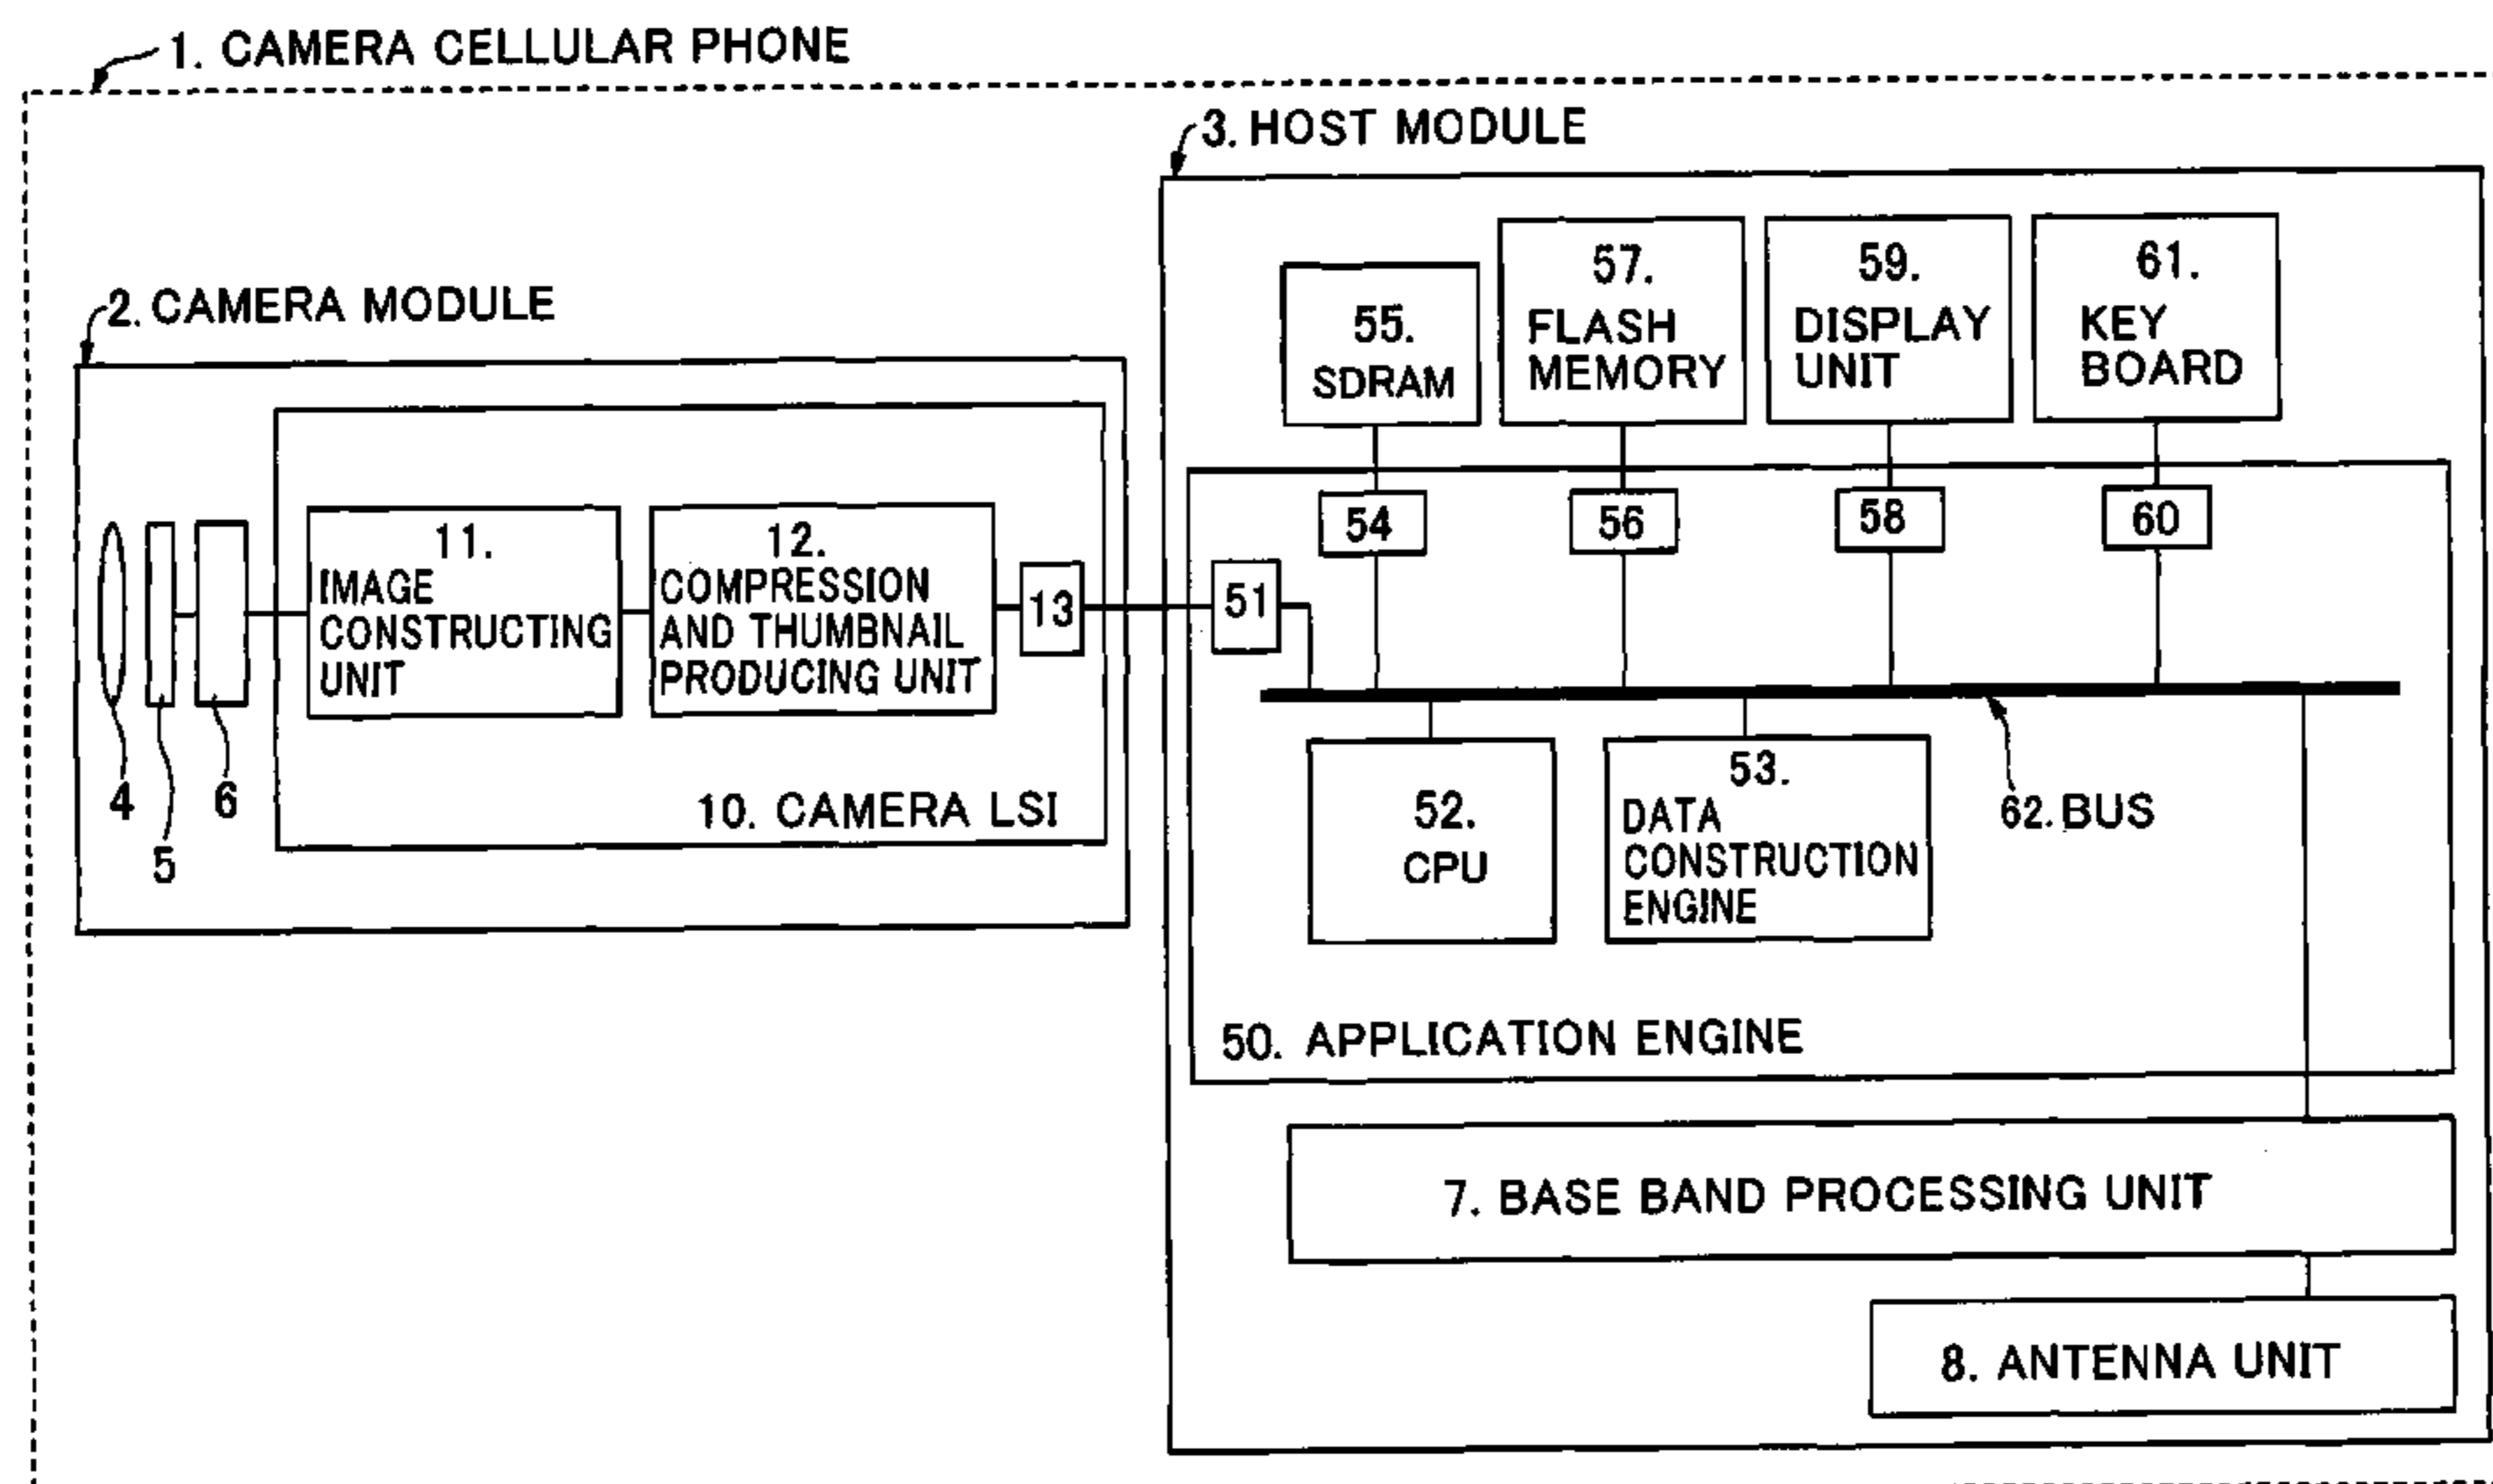 1. CAMERA CELLULAR PHONE
3. HOST MODULE
2. CAMERA MODULE
55.
SDRAM
57.
FLASH
MEMORY
59.
DISPLAY
UNIT
61.
KEY
BOARD
54
56
58
60
11.
IMAGE
CONSTRUCTING
UNIT
12.
COMPRESSION
AND THUMBNAIL
PRODUCING UNIT
13
51
4
5
6
10. CAMERA LSI
52.
CPU
53.
DATA
CONSTRUCTION
ENGINE
62. BUS
50. APPLICATION ENGINE
7. BASE BAND PROCESSING UNIT
8. ANTENNA UNIT